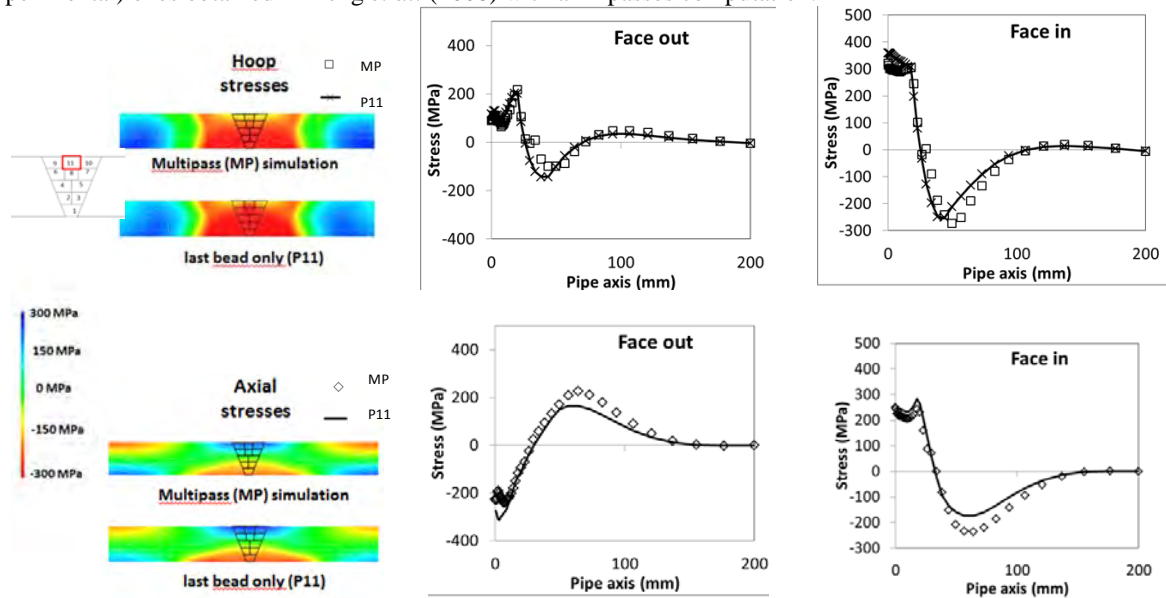 Hoop
stresses
MP
P11
Multipass (MP) simulation
9 11 10
6 8 7
4 5
2 3
1
last bead only (P11)
Face out
Stress (MPa)
400
200
0
-200
-400
0 100 200
Pipe axis (mm)
Face in
Stress (MPa)
500
400
300
200
100
0
-100
-200
-300
0 100 200
Pipe axis (mm)
300 MPa
150 MPa
0 MPa
-150 MPa
-300 MPa
Axial
stresses
MP
P11
Multipass (MP) simulation
last bead only (P11)
Face out
Stress (MPa)
400
200
0
-200
-400
0 100 200
Pipe axis (mm)
Face in
Stress (MPa)
500
400
300
200
100
0
-100
-200
-300
0 100 200
Pipe axis (mm)